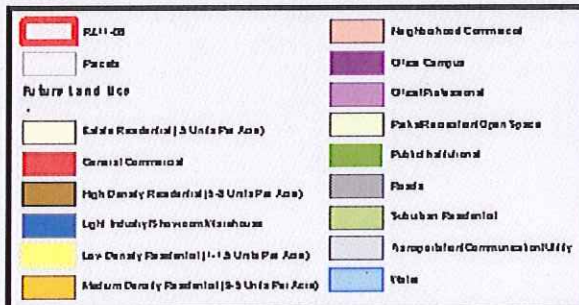 Parcels
Future Land Use
Estate Residential (.5 Units Per Acre)
General Commercial
High Density Residential (5-8 Units Per Acre)
Light Industry/Showroom/Warehouse
Low Density Residential (1-1.5 Units Per Acre)
Medium Density Residential (3-5 Units Per Acre)
Neighborhood Commercial
Office Campus
Office/Professional
Parks/Recreation/Open Space
Public/Institutional
Roads
Suburban Residential
Transportation/Communication/Utility
Water